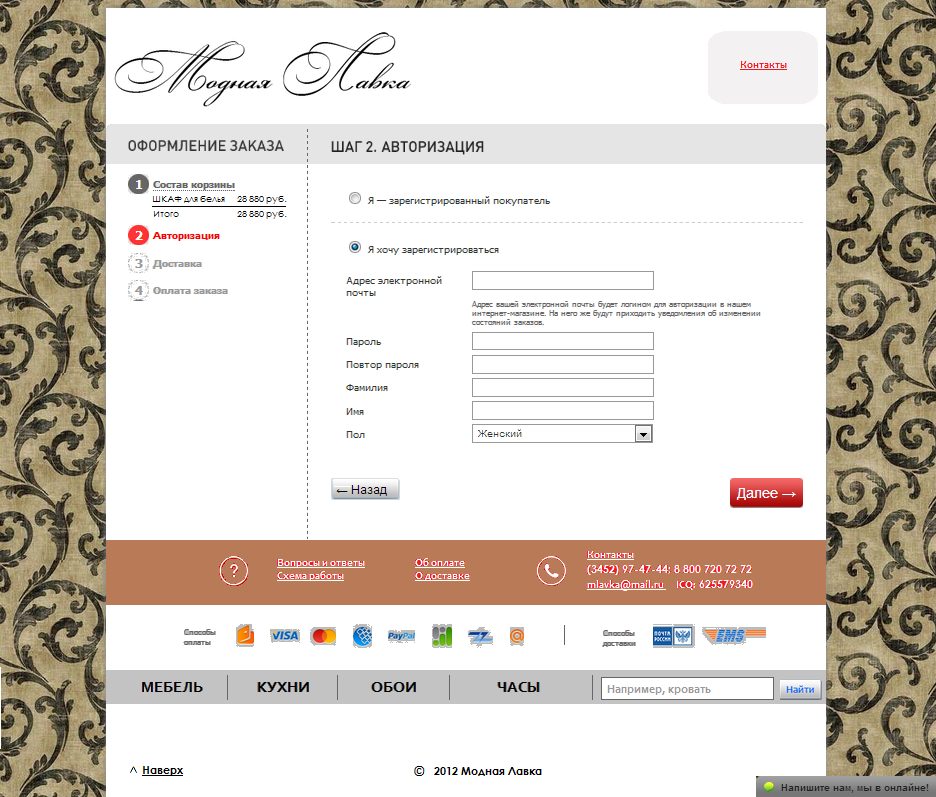 Модная Лавка
Контакты
ОФОРМЛЕНИЕ ЗАКАЗА
ШАГ 2. АВТОРИЗАЦИЯ
1 Состав корзины
ШКАФ для белья 28 880 руб.
Итого 28 880 руб.
2 Авторизация
3 Доставка
4 Оплата заказа
Я — зарегистрированный покупатель
Я хочу зарегистрироваться
Адрес электронной
почты
Адрес вашей электронной почты будет логином для авторизации в нашем
интернет-магазине. На него же будут приходить уведомления об изменении
состояний заказов.
Пароль
Повтор пароля
Фамилия
Имя
Пол
Женский
← Назад
Далее →
?
Вопросы и ответы
Схема работы
Об оплате
О доставке
Контакты
(3452) 97-47-44; 8 800 720 72 72
mlavka@mail.ru ICQ: 625579340
Способы
оплаты
VISA
MasterCard
PayPal
Способы
доставки
ПОЧТА
РОССИИ
EMS
МЕБЕЛЬ
КУХНИ
ОБОИ
ЧАСЫ
Например, кровать
Найти
^ Наверх
© 2012 Модная Лавка
Напишите нам, мы в онлайне!